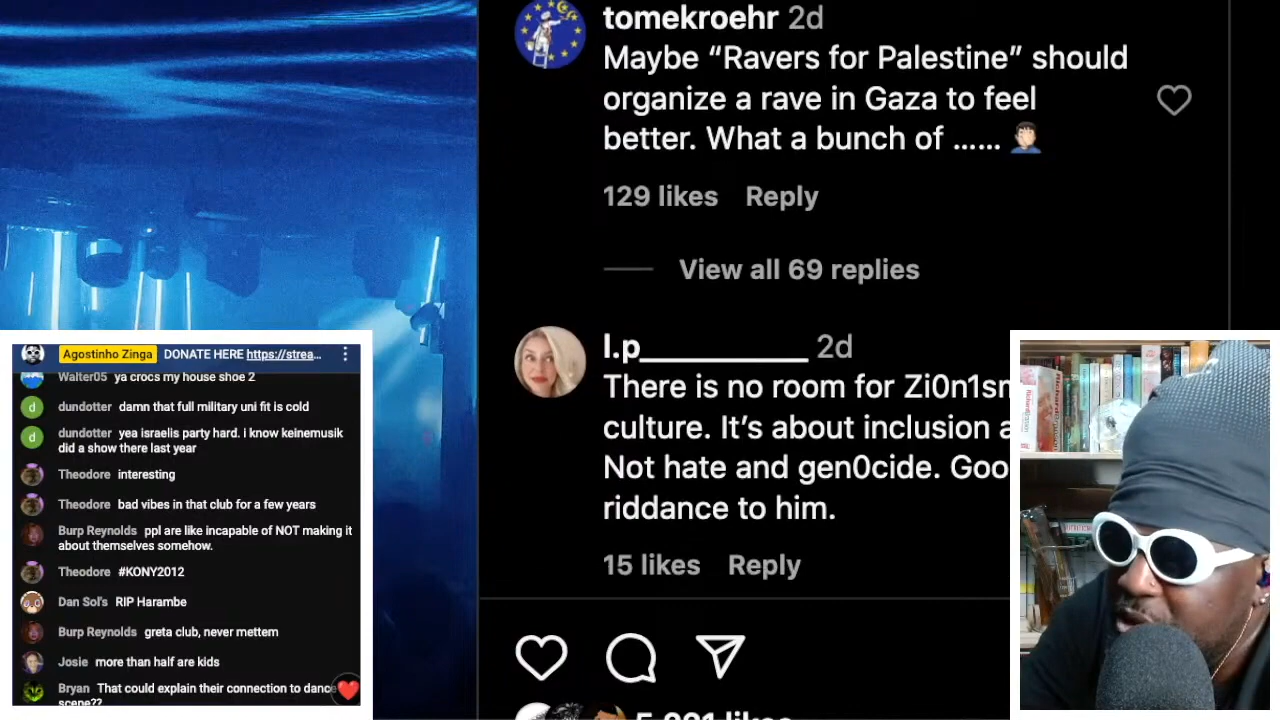 tomekroehr 2d
Maybe “Ravers for Palestine” should
organize a rave in Gaza to feel
better. What a bunch of ......
129 likes Reply
View all 69 replies
l.p__________ 2d
There is no room for Zi0n1sm
culture. It’s about inclusion a
Not hate and gen0cide. Goo
riddance to him.
15 likes Reply
likes
Agostinho Zinga DONATE HERE https://strea...
Walter05 ya crocs my house shoe 2
d dundotter damn that full military uni fit is cold
d dundotter yea israelis party hard. i know keinemusik
did a show there last year
Theodore interesting
Theodore bad vibes in that club for a few years
Burp Reynolds ppl are like incapable of NOT making it
about themselves somehow.
Theodore #KONY2012
Dan Sol's RIP Harambe
Burp Reynolds greta club, never mettem
Josie more than half are kids
Bryan That could explain their connection to dance
scene??